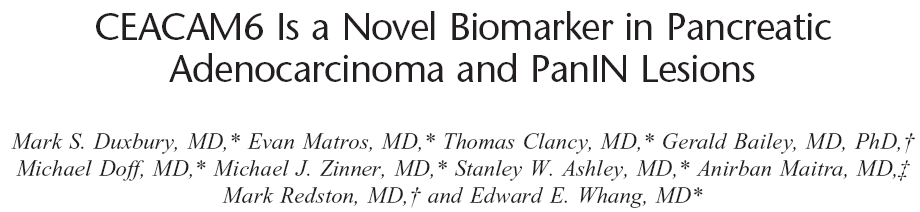 CEACAM6 Is a Novel Biomarker in Pancreatic
Adenocarcinoma and PanIN Lesions
Mark S. Duxbury, MD,* Evan Matros, MD,* Thomas Clancy, MD,* Gerald Bailey, MD, PhD,†
Michael Doff, MD,* Michael J. Zinner, MD,* Stanley W. Ashley, MD,* Anirban Maitra, MD,‡
Mark Redston, MD,† and Edward E. Whang, MD*